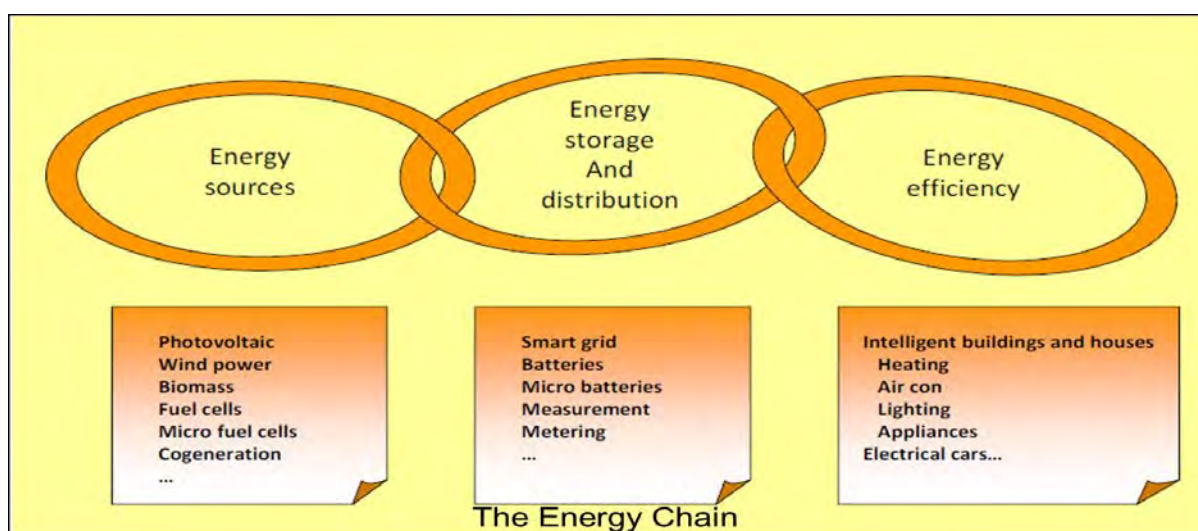 Energy
sources
Energy
storage
And
distribution
Energy
efficiency
Photovoltaic
Wind power
Biomass
Fuel cells
Micro fuel cells
Cogeneration
...
Smart grid
Batteries
Micro batteries
Measurement
Metering
...
Intelligent buildings and houses
Heating
Air con
Lighting
Appliances
Electrical cars...
The Energy Chain